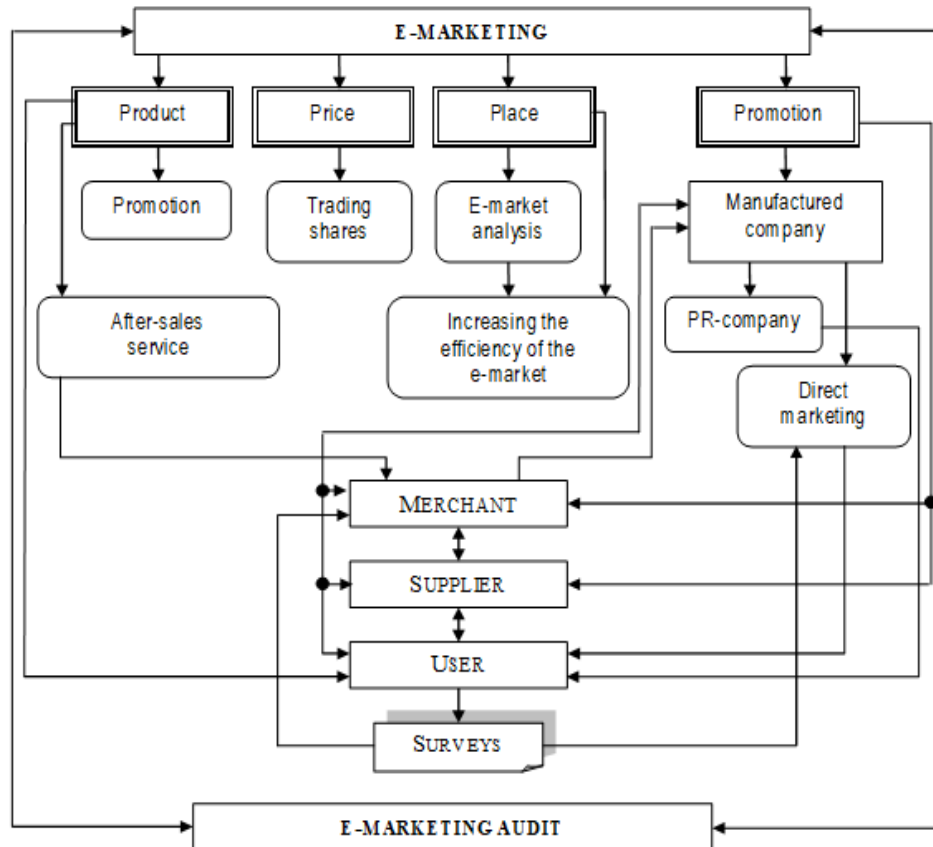 E-MARKETING
Product
Price
Place
Promotion
Promotion
Trading
shares
E-market
analysis
Manufactured
company
After-sales
service
Increasing the
efficiency of the
e-market
PR-company
Direct
marketing
MERCHANT
SUPPLIER
USER
SURVEYS
E-MARKETING AUDIT